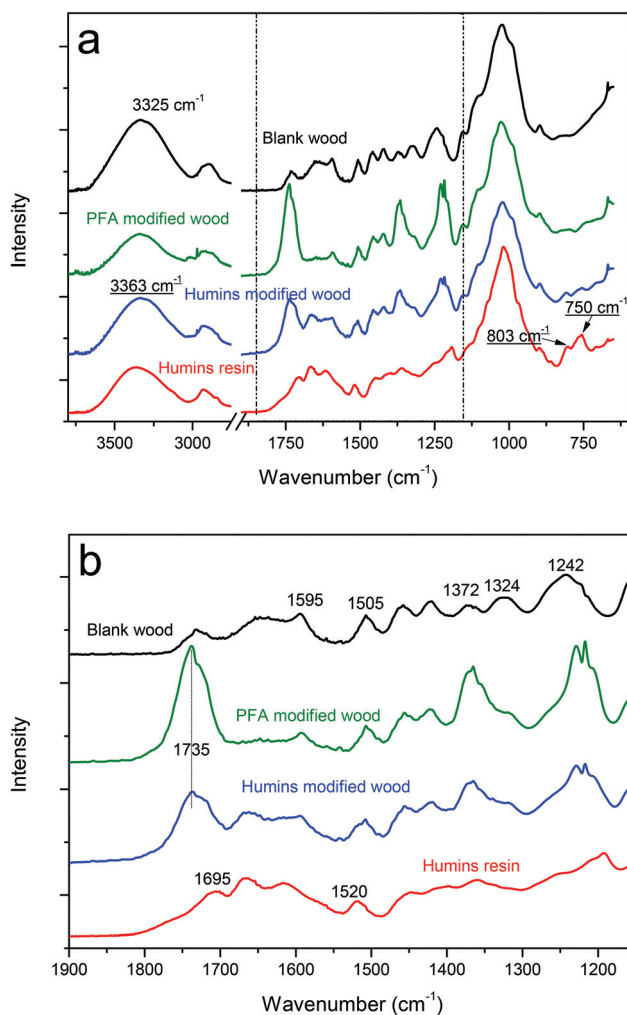 a
3325 cm⁻¹
Blank wood
PFA modified wood
3363 cm⁻¹
Humins modified wood
750 cm⁻¹
803 cm⁻¹
Humins resin
Intensity
3500 3000 1750 1500 1250 1000 750
Wavenumber (cm⁻¹)
b
1242
1372 1324
1595
1505
Blank wood
PFA modified wood
1735
Humins modified wood
Humins resin
1695
1520
Intensity
1900 1800 1700 1600 1500 1400 1300 1200
Wavenumber (cm⁻¹)